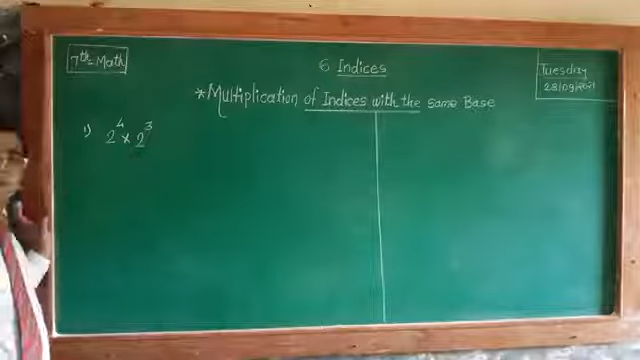 7th Math
6 Indices
Tuesday
28/09/2021
*Multiplication of Indices with the same Base
1) 2⁴ × 2³